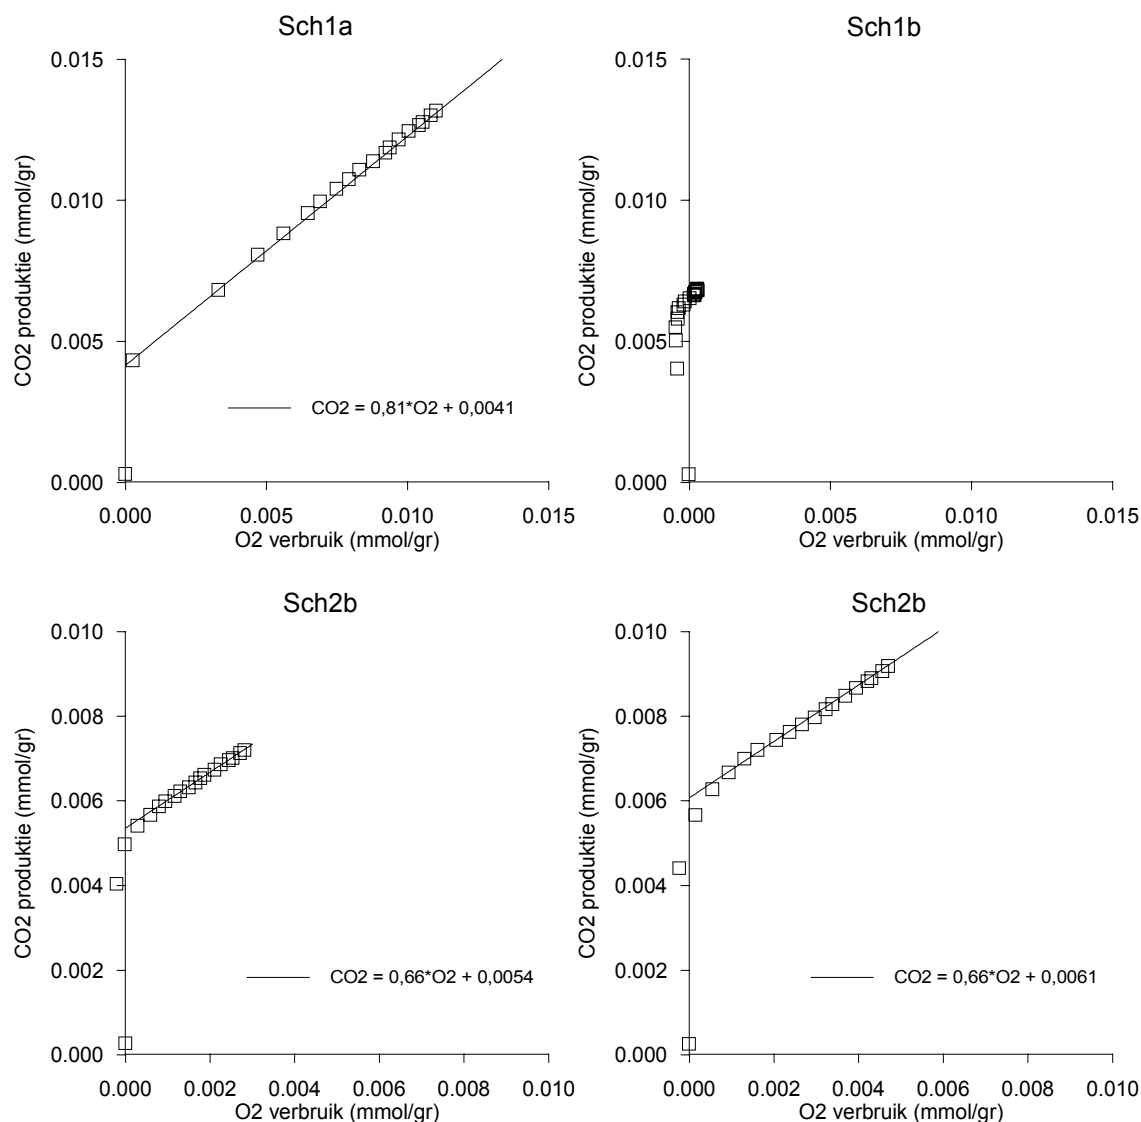 Sch1a
0.015
0.010
0.005
0.000
CO2 produktie (mmol/gr)
CO2 = 0,81*O2 + 0,0041
0.000 0.005 0.010 0.015
O2 verbruik (mmol/gr)
Sch1b
0.015
0.010
0.005
0.000
CO2 produktie (mmol/gr)
0.000 0.005 0.010 0.015
O2 verbruik (mmol/gr)
Sch2b
0.010
0.008
0.006
0.004
0.002
0.000
CO2 produktie (mmol/gr)
CO2 = 0,66*O2 + 0,0054
0.000 0.002 0.004 0.006 0.008 0.010
O2 verbruik (mmol/gr)
Sch2b
0.010
0.008
0.006
0.004
0.002
0.000
CO2 produktie (mmol/gr)
CO2 = 0,66*O2 + 0,0061
0.000 0.002 0.004 0.006 0.008 0.010
O2 verbruik (mmol/gr)